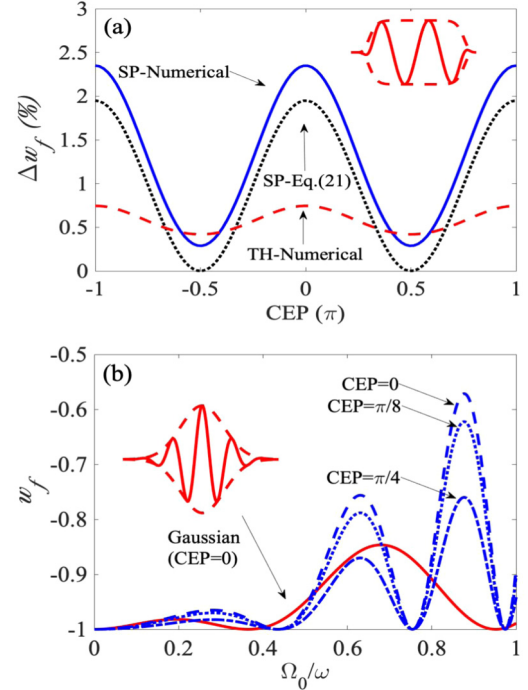 (a)
3
2.5
2
1.5
1
0.5
0
Δw_f (%)
SP-Numerical
SP-Eq.(21)
TH-Numerical
-1 -0.5 0 0.5 1
CEP (π)
(b)
-0.5
-0.6
-0.7
-0.8
-0.9
-1
w_f
CEP=0
CEP=π/8
CEP=π/4
Gaussian
(CEP=0)
0 0.2 0.4 0.6 0.8 1
Ω₀/ω